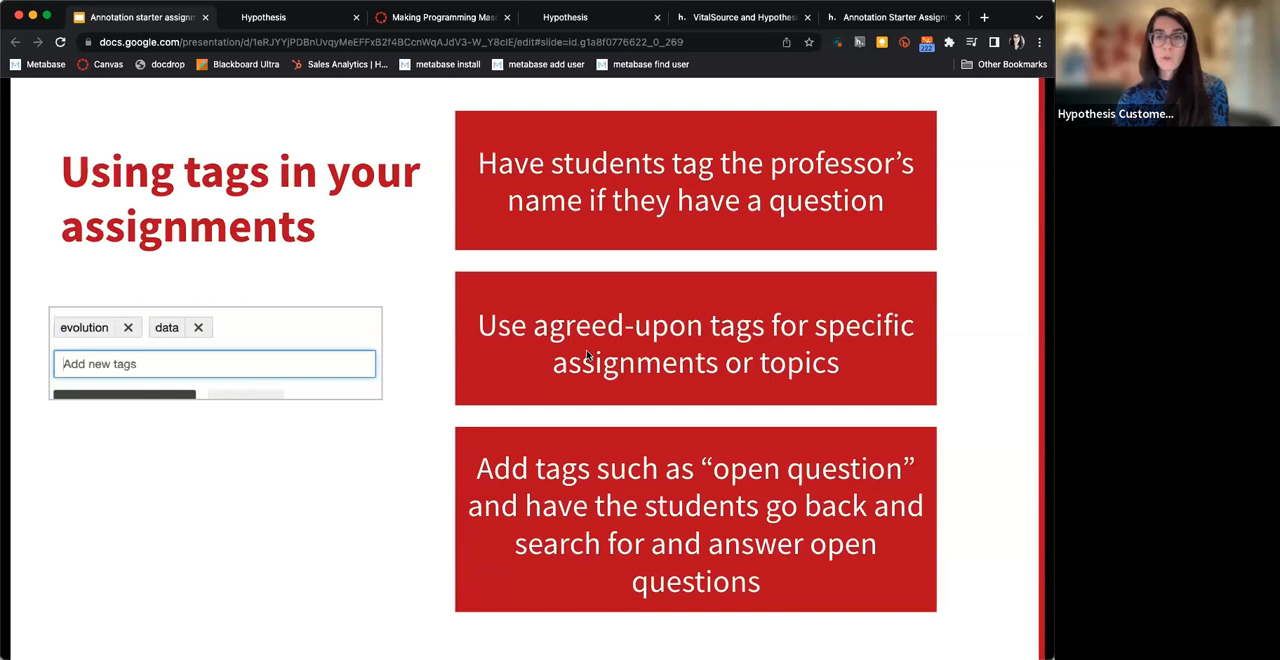 Annotation starter assignm
Hypothesis
Making Programming Mas
Hypothesis
VitalSource and Hypothesi
Annotation Starter Assign
docs.google.com/presentation/d/1eRJYYjPDBnUvqyMeEFFxB2f4BCcnWqAJdV3-W_Y8cIE/edit#slide=id.g1a8f0776622_0_269
222
Metabase
Canvas
docdrop
Blackboard Ultra
Sales Analytics | H...
metabase install
metabase add user
metabase find user
Other Bookmarks
Hypothesis Custome...
Using tags in your
assignments
evolution
data
Add new tags
Have students tag the professor’s
name if they have a question
Use agreed-upon tags for specific
assignments or topics
Add tags such as “open question”
and have the students go back and
search for and answer open
questions